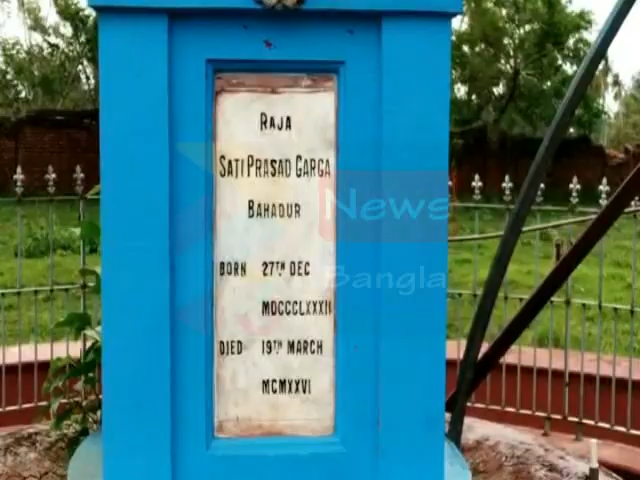 RAJA
SATI PRASAD GARGA
BAHADUR
BORN 27TH DEC
MDCCCLXXXII
DIED 19TH MARCH
MCMXXVI
News
Bangla